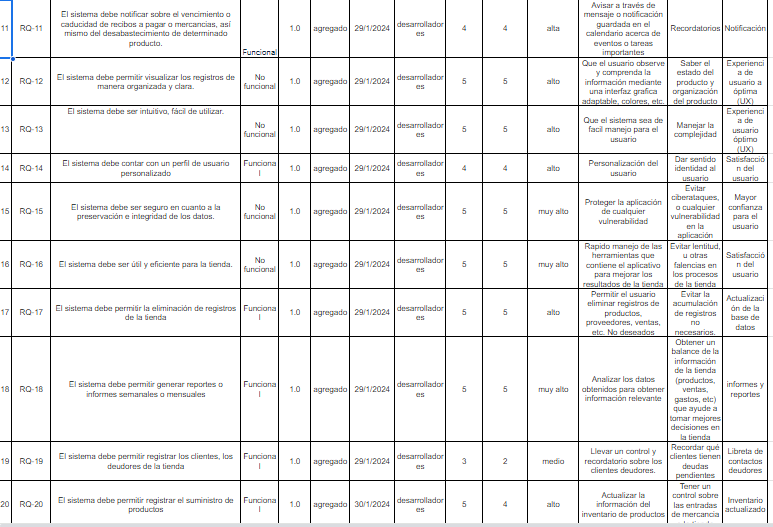 11 RQ-11 El sistema debe notificar sobre el vencimiento o caducidad de recibos a pagar o mercancias, así mismo del desabastecimiento de determinado producto. Funcional 1.0 agregado 29/1/2024 desarrolladores 4 4 alta Avisar a través de mensaje o notificación guardada en el calendario acerca de eventos o tareas importantes Recordatorios Notificación
12 RQ-12 El sistema debe permitir visualizar los registros de manera organizada y clara. No funcional 1.0 agregado 29/1/2024 desarrolladores 5 5 alto Que el usuario observe y comprenda la información mediante una interfaz grafica adaptable, colores, etc. Saber el estado del producto y organización del producto Experiencia de usuario a óptima (UX)
13 RQ-13 El sistema debe ser intuitivo, fácil de utilizar. No funcional 1.0 agregado 29/1/2024 desarrolladores 5 5 alto Que el sistema sea de facil manejo para el usuario Manejar la complejidad Experiencia de usuario óptimo (UX)
14 RQ-14 El sistema debe contar con un perfil de usuario personalizado Funcional 1.0 agregado 29/1/2024 desarrolladores 4 4 alto Personalización del usuario Dar sentido identidad al usuario Satisfacción del usuario
15 RQ-15 El sistema debe ser seguro en cuanto a la preservación e integridad de los datos. No funcional 1.0 agregado 29/1/2024 desarrolladores 5 5 muy alto Proteger la aplicación de cualquier vulnerabilidad Evitar ciberataques, o cualquier vulnerabilidad en la aplicación Mayor confianza para el usuario
16 RQ-16 El sistema debe ser útil y eficiente para la tienda. No funcional 1.0 agregado 29/1/2024 desarrolladores 5 5 muy alto Rapido manejo de las herramientas que contiene el aplicativo para mejorar los resultados de la tienda Evitar lentitud, u otras falencias en los procesos de la tienda Satisfacción del usuario
17 RQ-17 El sistema debe permitir la eliminación de registros de la tienda Funcional 1.0 agregado 29/1/2024 desarrolladores 5 5 alto Permitir el usuario eliminar registros de productos, proveedores, ventas, etc. No deseados Evitar la acumulación de registros no necesarios. Actualización de la base de datos
18 RQ-18 El sistema debe permitir generar reportes o informes semanales o mensuales Funcional 1.0 agregado 29/1/2024 desarrolladores 5 5 muy alto Analizar los datos obtenidos para obtener información relevante Obtener un balance de la información de la tienda (productos, ventas, gastos, etc) que ayude a tomar mejores decisiones en la tienda informes y reportes
19 RQ-19 El sistema debe permitir registrar los clientes, los deudores de la tienda Funcional 1.0 agregado 29/1/2024 desarrolladores 3 2 medio Llevar un control y recordatorio sobre los clientes deudores. Recordar qué clientes tienen deudas pendientes Libreta de contactos deudores
20 RQ-20 El sistema debe permitir registrar el suministro de productos Funcional 1.0 agregado 30/1/2024 desarrolladores 5 4 alto Actualizar la información del inventario de productos Tener un control sobre las entradas de mercancia Inventario actualizado